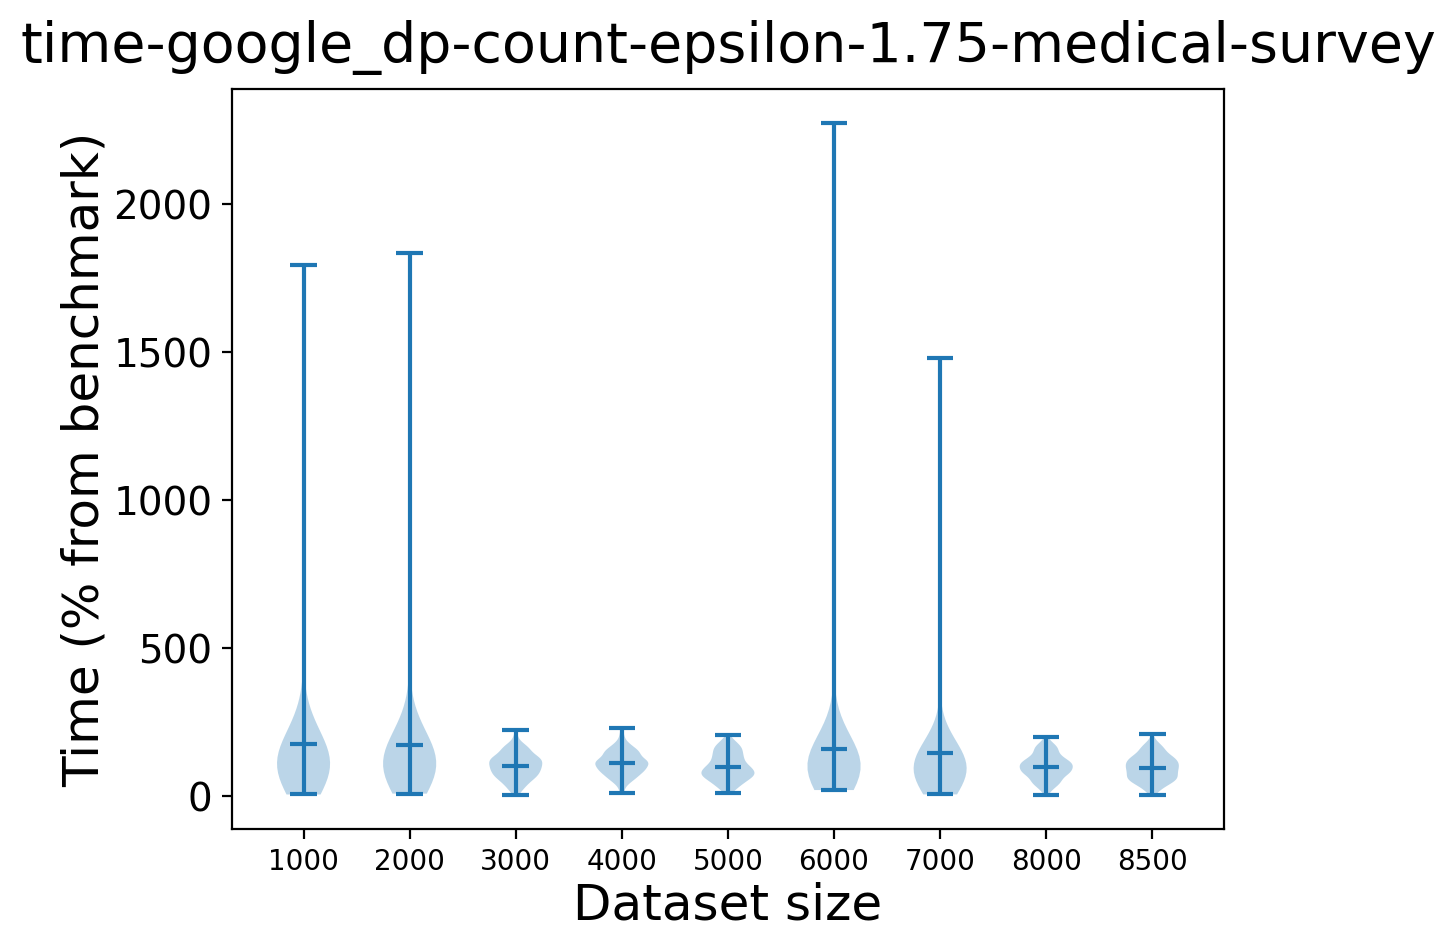 time-google_dp-count-epsilon-1.75-medical-survey
Time (% from benchmark)
2000
1500
1000
500
0
1000 2000 3000 4000 5000 6000 7000 8000 8500
Dataset size